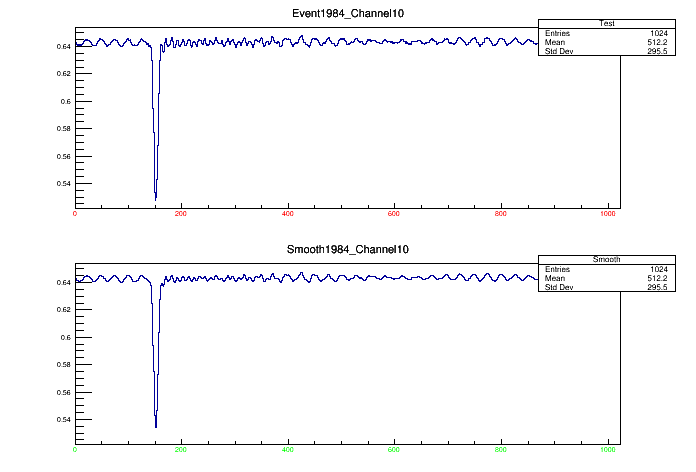 Event1984_Channel10
Test
Entries 1024
Mean 512.2
Std Dev 295.5
0.64
0.62
0.6
0.58
0.56
0.54
0 200 400 600 800 1000
Smooth1984_Channel10
Smooth
Entries 1024
Mean 512.2
Std Dev 295.5
0.64
0.62
0.6
0.58
0.56
0.54
0 200 400 600 800 1000